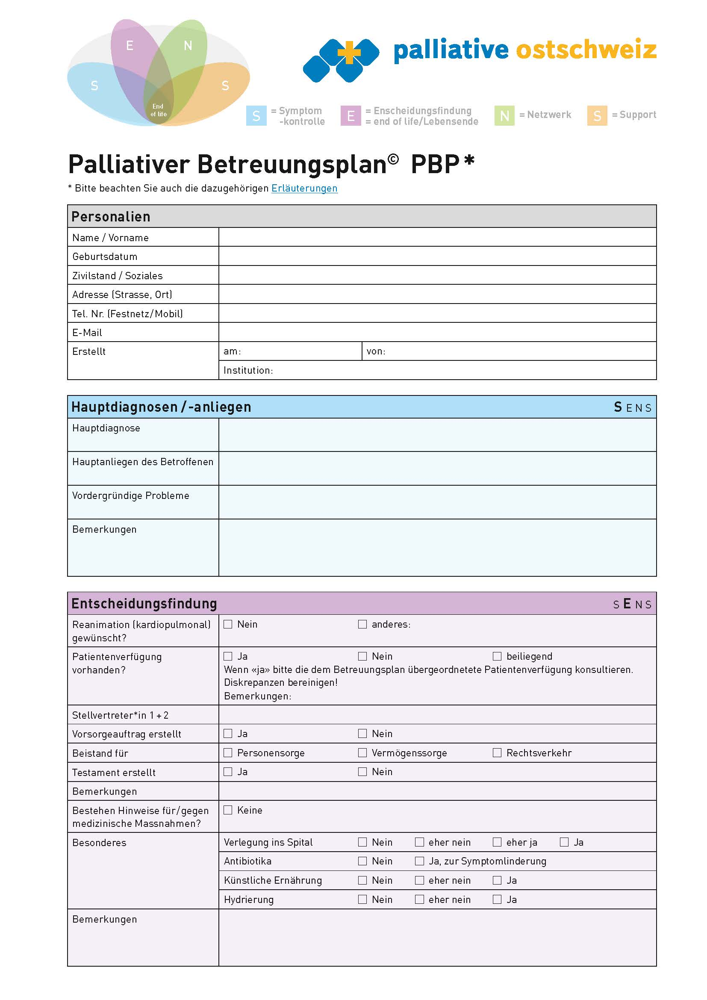 E N
S S
End
of life
palliative ostschweiz
S = Symptom
-kontrolle
E = Enscheidungsfindung
= end of life/Lebensende
N = Netzwerk
S = Support
Palliativer Betreuungsplan© PBP*
* Bitte beachten Sie auch die dazugehörigen Erläuterungen
Personalien
Name / Vorname
Geburtsdatum
Zivilstand / Soziales
Adresse (Strasse, Ort)
Tel. Nr. (Festnetz/Mobil)
E-Mail
Erstellt am: von:
Institution:
Hauptdiagnosen /-anliegen S E N S
Hauptdiagnose
Hauptanliegen des Betroffenen
Vordergründige Probleme
Bemerkungen
Entscheidungsfindung S E N S
Reanimation (kardiopulmonal) ☐ Nein ☐ anderes:
gewünscht?
Patientenverfügung ☐ Ja ☐ Nein ☐ beiliegend
vorhanden? Wenn «ja» bitte die dem Betreuungsplan übergeordnetete Patientenverfügung konsultieren.
Diskrepanzen bereinigen!
Bemerkungen:
Stellvertreter*in 1 + 2
Vorsorgeauftrag erstellt ☐ Ja ☐ Nein
Beistand für ☐ Personensorge ☐ Vermögenssorge ☐ Rechtsverkehr
Testament erstellt ☐ Ja ☐ Nein
Bemerkungen
Bestehen Hinweise für/gegen ☐ Keine
medizinische Massnahmen?
Besonderes Verlegung ins Spital ☐ Nein ☐ eher nein ☐ eher ja ☐ Ja
Antibiotika ☐ Nein ☐ Ja, zur Symptomlinderung
Künstliche Ernährung ☐ Nein ☐ eher nein ☐ Ja
Hydrierung ☐ Nein ☐ eher nein ☐ Ja
Bemerkungen